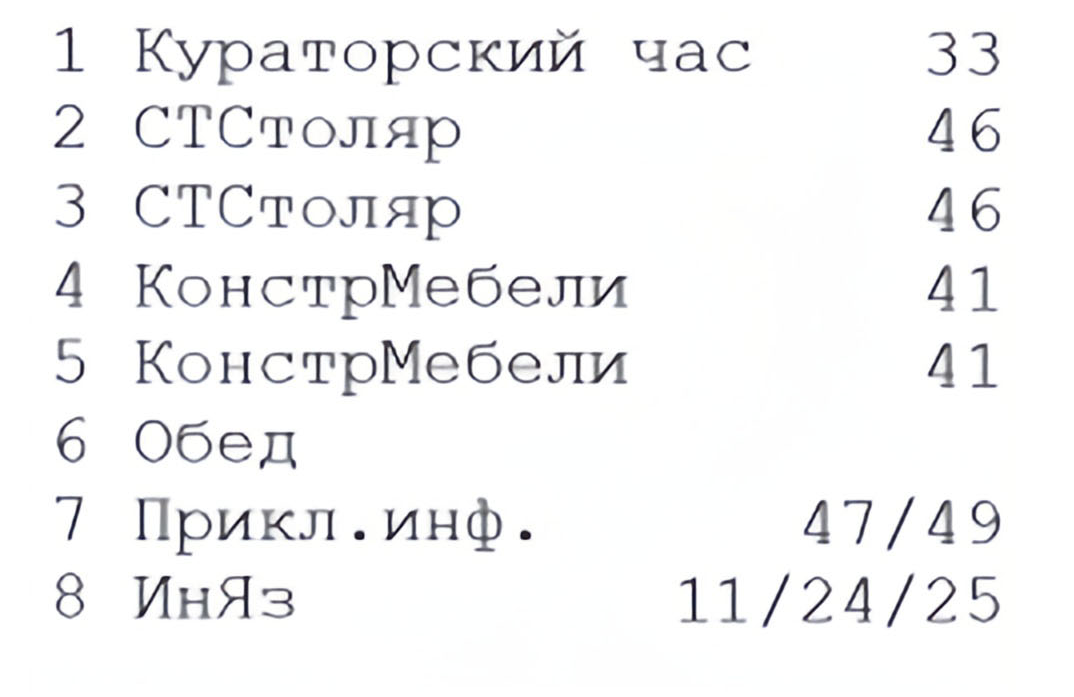 1 Кураторский час 33
2 СТСтоляр 46
3 СТСтоляр 46
4 КонстрМебели 41
5 КонстрМебели 41
6 Обед
7 Прикл.инф. 47/49
8 ИнЯз 11/24/25